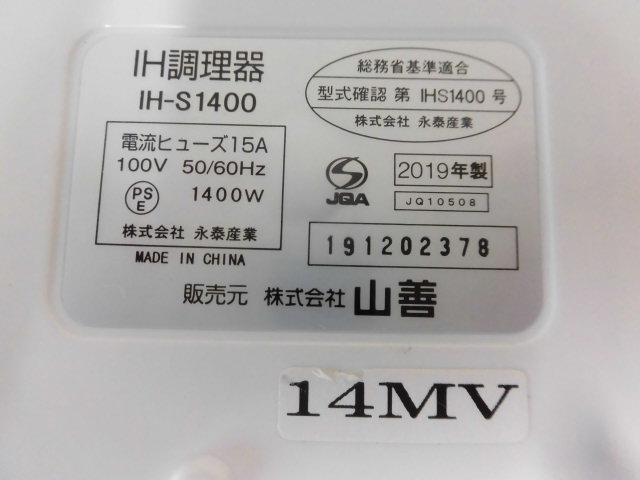 IH調理器
IH-S1400
電流ヒューズ15A
100V 50/60Hz
PS
E
1400W
株式会社 永泰産業
MADE IN CHINA
総務省基準適合
型式確認 第 IHS1400 号
株式会社 永泰産業
JQA
2019年製
JQ10508
191202378
販売元 株式会社 山善
14MV